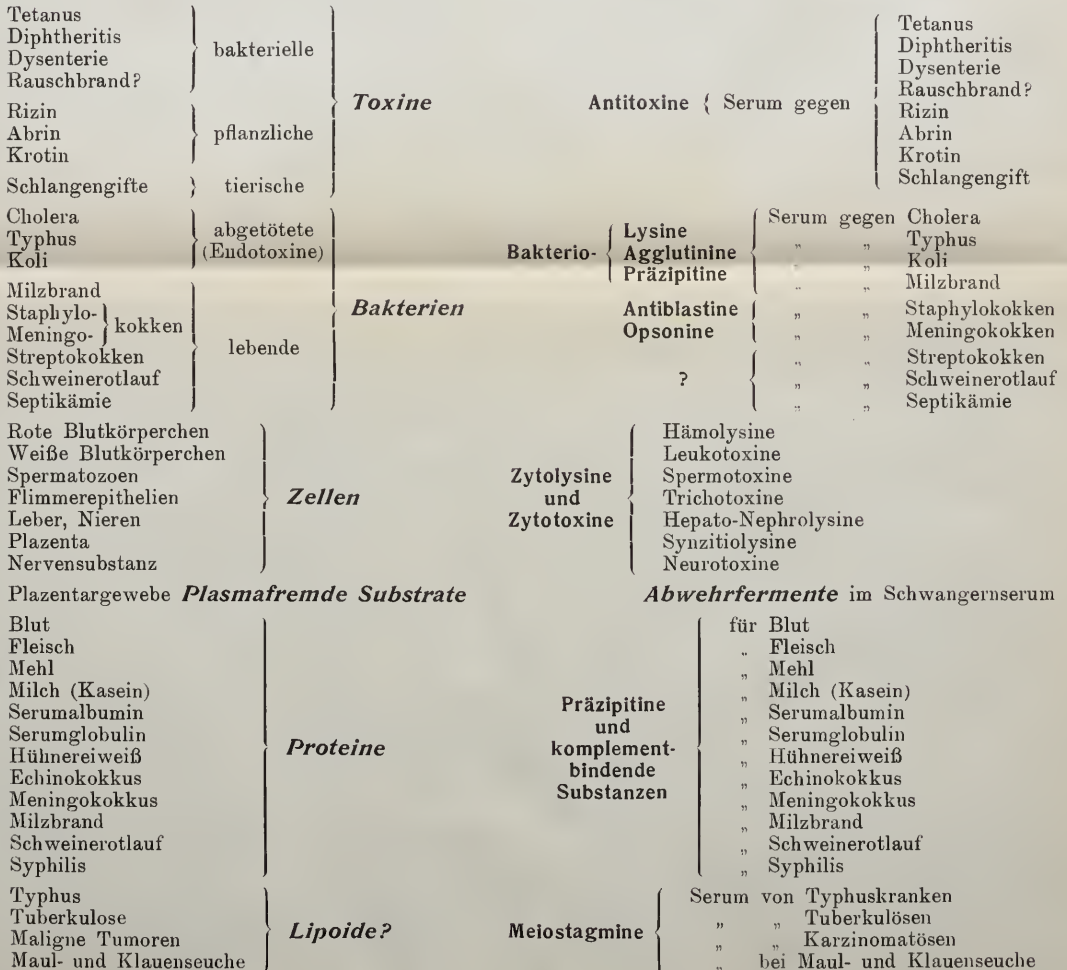 Tetanus
Diphtheritis
Dysenterie
Rauschbrand?
bakterielle
Rizin
Abrin
Krotin
pflanzliche
Schlangengifte tierische
Toxine
Antitoxine Serum gegen
Tetanus
Diphtheritis
Dysenterie
Rauschbrand?
Rizin
Abrin
Krotin
Schlangengift
Cholera
Typhus
Koli
abgetötete
(Endotoxine)
Milzbrand
Staphylo-
Meningo-
kokken
Streptokokken
Schweinerotlauf
Septikämie
lebende
Bakterien
Bakterio-
Lysine
Agglutinine
Präzipitine
Serum gegen Cholera
„ „ Typhus
„ „ Koli
„ „ Milzbrand
Antiblastine
Opsonine
„ „ Staphylokokken
„ „ Meningokokken
?
„ „ Streptokokken
„ „ Schweinerotlauf
„ „ Septikämie
Rote Blutkörperchen
Weiße Blutkörperchen
Spermatozoen
Flimmerepithelien
Leber, Nieren
Plazenta
Nervensubstanz
Zellen
Zytolysine
und
Zytotoxine
Hämolysine
Leukotoxine
Spermotoxine
Trichotoxine
Hepato-Nephrolysine
Synzitiolysine
Neurotoxine
Plazentargewebe Plasmafremde Substrate
Abwehrfermente im Schwangernserum
Blut
Fleisch
Mehl
Milch (Kasein)
Serumalbumin
Serumglobulin
Hühnereiweiß
Echinokokkus
Meningokokkus
Milzbrand
Schweinerotlauf
Syphilis
Proteine
Präzipitine
und
komplement-
bindende
Substanzen
für Blut
„ Fleisch
„ Mehl
„ Milch (Kasein)
„ Serumalbumin
„ Serumglobulin
„ Hühnereiweiß
„ Echinokokkus
„ Meningokokkus
„ Milzbrand
„ Schweinerotlauf
„ Syphilis
Typhus
Tuberkulose
Maligne Tumoren
Maul- und Klauenseuche
Lipoide?
Meiostagmine
Serum von Typhuskranken
„ „ Tuberkulösen
„ „ Karzinomatösen
„ bei Maul- und Klauenseuche